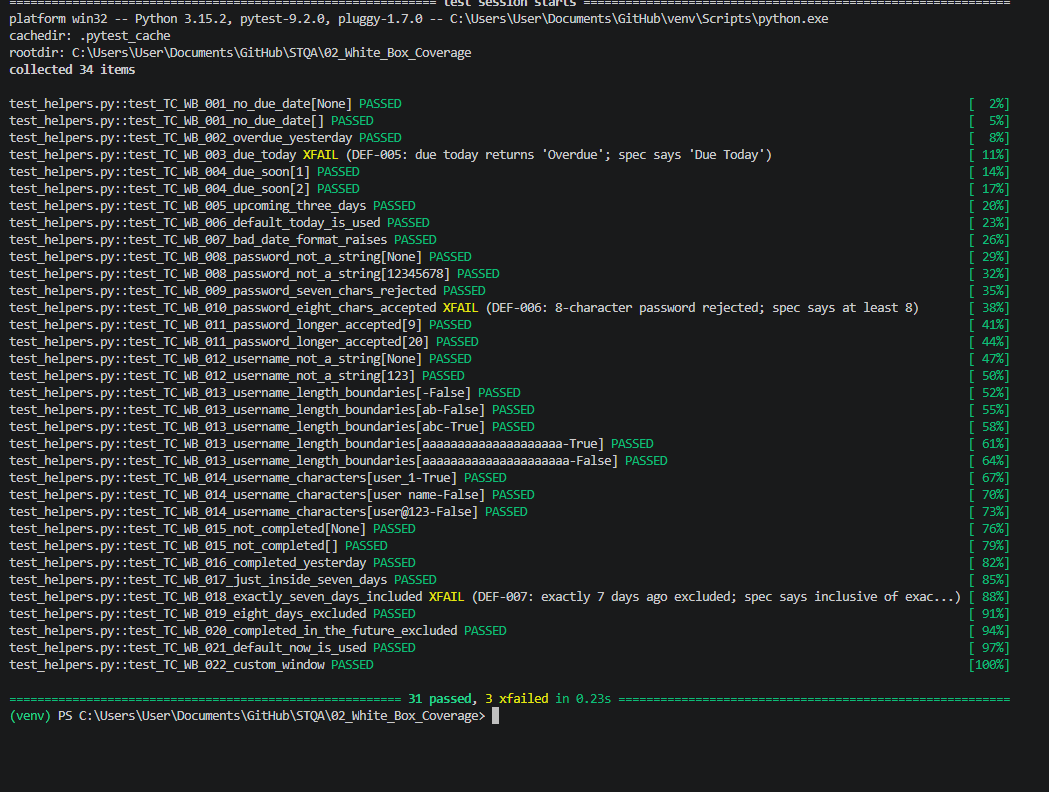 ============================================================= test session starts =============================================================
platform win32 -- Python 3.15.2, pytest-9.2.0, pluggy-1.7.0 -- C:\Users\User\Documents\GitHub\venv\Scripts\python.exe
cachedir: .pytest_cache
rootdir: C:\Users\User\Documents\GitHub\STQA\02_White_Box_Coverage
collected 34 items
test_helpers.py::test_TC_WB_001_no_due_date[None] PASSED [  2%]
test_helpers.py::test_TC_WB_001_no_due_date[] PASSED [  5%]
test_helpers.py::test_TC_WB_002_overdue_yesterday PASSED [  8%]
test_helpers.py::test_TC_WB_003_due_today XFAIL (DEF-005: due today returns 'Overdue'; spec says 'Due Today') [ 11%]
test_helpers.py::test_TC_WB_004_due_soon[1] PASSED [ 14%]
test_helpers.py::test_TC_WB_004_due_soon[2] PASSED [ 17%]
test_helpers.py::test_TC_WB_005_upcoming_three_days PASSED [ 20%]
test_helpers.py::test_TC_WB_006_default_today_is_used PASSED [ 23%]
test_helpers.py::test_TC_WB_007_bad_date_format_raises PASSED [ 26%]
test_helpers.py::test_TC_WB_008_password_not_a_string[None] PASSED [ 29%]
test_helpers.py::test_TC_WB_008_password_not_a_string[12345678] PASSED [ 32%]
test_helpers.py::test_TC_WB_009_password_seven_chars_rejected PASSED [ 35%]
test_helpers.py::test_TC_WB_010_password_eight_chars_accepted XFAIL (DEF-006: 8-character password rejected; spec says at least 8) [ 38%]
test_helpers.py::test_TC_WB_011_password_longer_accepted[9] PASSED [ 41%]
test_helpers.py::test_TC_WB_011_password_longer_accepted[20] PASSED [ 44%]
test_helpers.py::test_TC_WB_012_username_not_a_string[None] PASSED [ 47%]
test_helpers.py::test_TC_WB_012_username_not_a_string[123] PASSED [ 50%]
test_helpers.py::test_TC_WB_013_username_length_boundaries[-False] PASSED [ 52%]
test_helpers.py::test_TC_WB_013_username_length_boundaries[ab-False] PASSED [ 55%]
test_helpers.py::test_TC_WB_013_username_length_boundaries[abc-True] PASSED [ 58%]
test_helpers.py::test_TC_WB_013_username_length_boundaries[aaaaaaaaaaaaaaaaaaaa-True] PASSED [ 61%]
test_helpers.py::test_TC_WB_013_username_length_boundaries[aaaaaaaaaaaaaaaaaaaaa-False] PASSED [ 64%]
test_helpers.py::test_TC_WB_014_username_characters[user_1-True] PASSED [ 67%]
test_helpers.py::test_TC_WB_014_username_characters[user name-False] PASSED [ 70%]
test_helpers.py::test_TC_WB_014_username_characters[user@123-False] PASSED [ 73%]
test_helpers.py::test_TC_WB_015_not_completed[None] PASSED [ 76%]
test_helpers.py::test_TC_WB_015_not_completed[] PASSED [ 79%]
test_helpers.py::test_TC_WB_016_completed_yesterday PASSED [ 82%]
test_helpers.py::test_TC_WB_017_just_inside_seven_days PASSED [ 85%]
test_helpers.py::test_TC_WB_018_exactly_seven_days_included XFAIL (DEF-007: exactly 7 days ago excluded; spec says inclusive of exac...) [ 88%]
test_helpers.py::test_TC_WB_019_eight_days_excluded PASSED [ 91%]
test_helpers.py::test_TC_WB_020_completed_in_the_future_excluded PASSED [ 94%]
test_helpers.py::test_TC_WB_021_default_now_is_used PASSED [ 97%]
test_helpers.py::test_TC_WB_022_custom_window PASSED [100%]
======================================================== 31 passed, 3 xfailed in 0.23s ========================================================
(venv) PS C:\Users\User\Documents\GitHub\STQA\02_White_Box_Coverage>